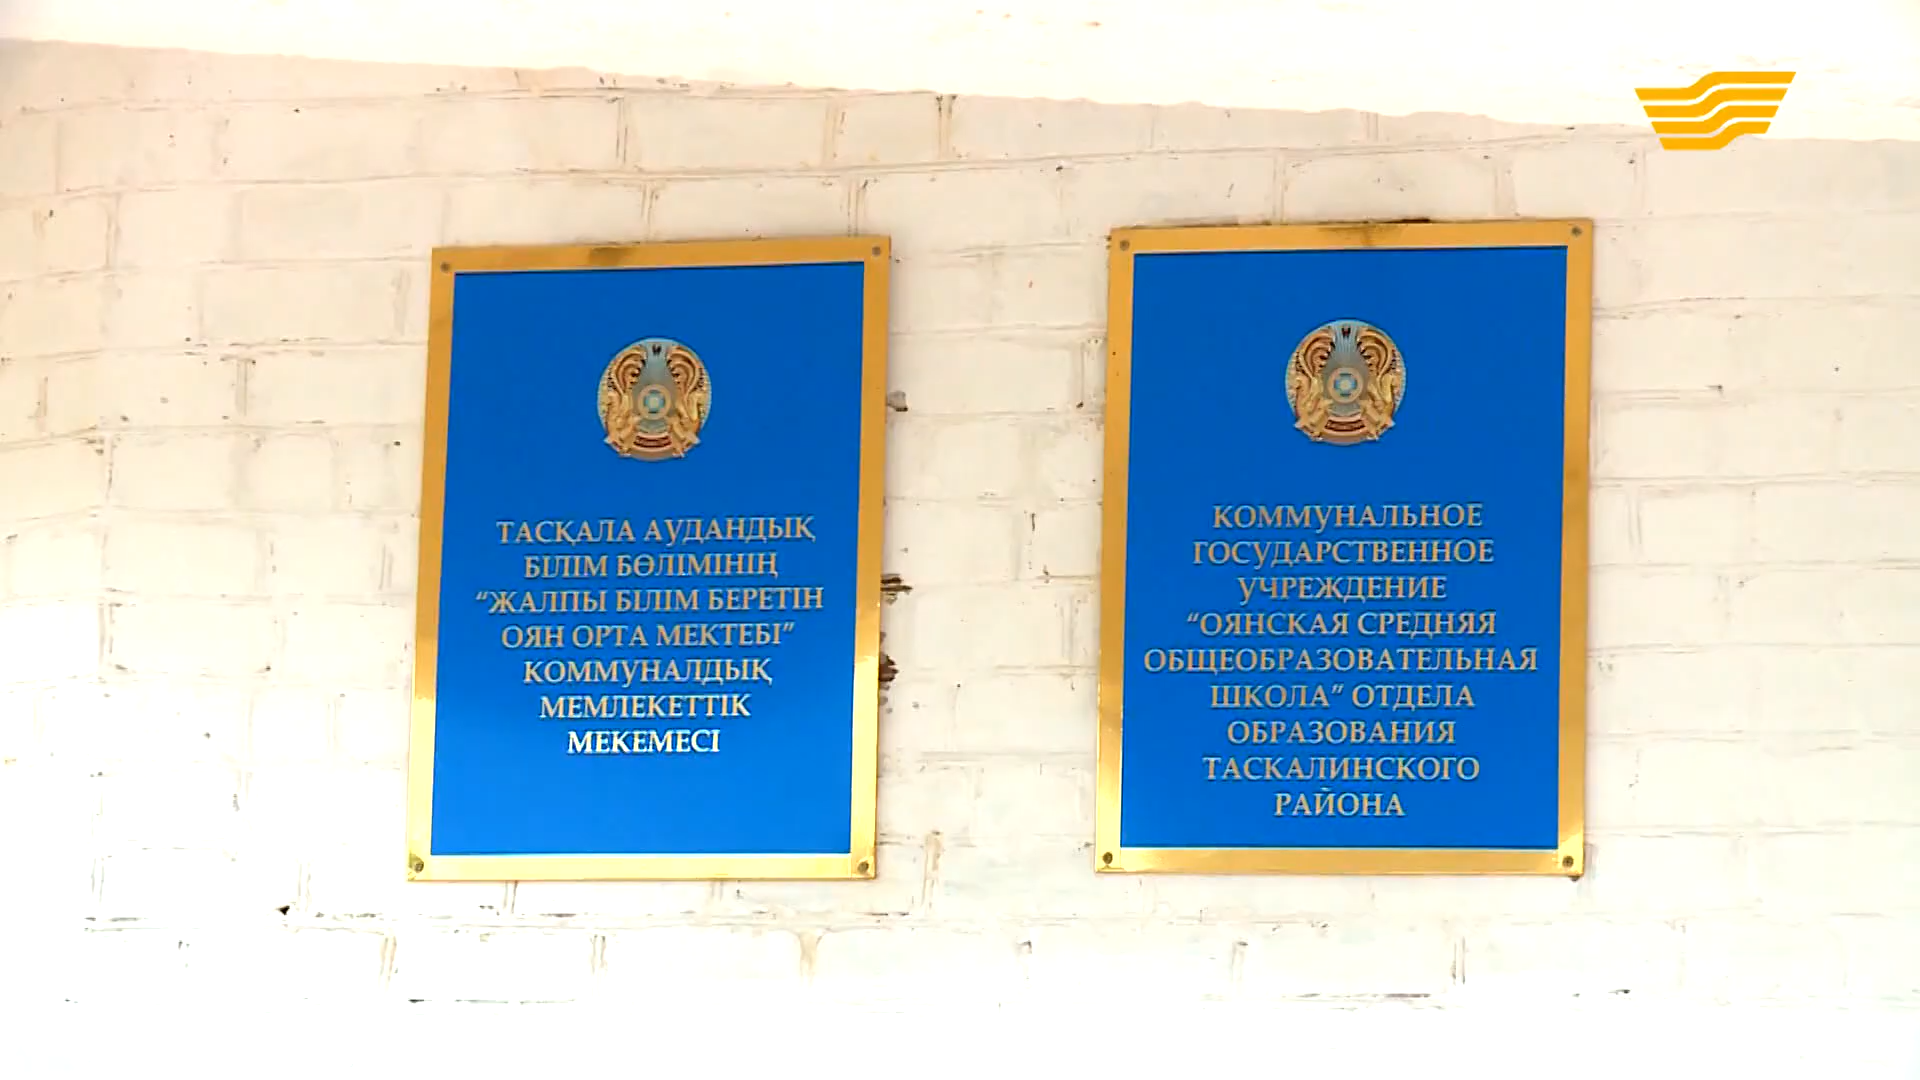 ТАСҚАЛА АУДАНДЫҚ
БІЛІМ БӨЛІМІНІҢ
“ЖАЛПЫ БІЛІМ БЕРЕТІН
ОЯН ОРТА МЕКТЕБІ”
КОММУНАЛДЫҚ
МЕМЛЕКЕТТІК
МЕКЕМЕСІ
КОММУНАЛЬНОЕ
ГОСУДАРСТВЕННОЕ
УЧРЕЖДЕНИЕ
“ОЯНСКАЯ СРЕДНЯЯ
ОБЩЕОБРАЗОВАТЕЛЬНАЯ
ШКОЛА” ОТДЕЛА
ОБРАЗОВАНИЯ
ТАСКАЛИНСКОГО
РАЙОНА